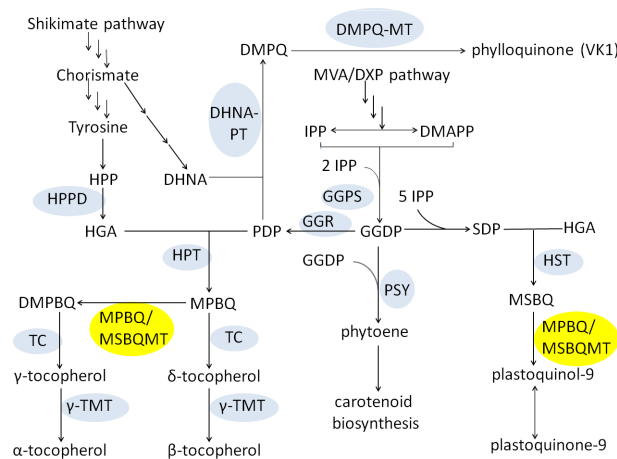 Shikimate pathway
DMPQ
DMPQ-MT
phylloquinone (VK1)
Chorismate
MVA/DXP pathway
DHNA-
PT
Tyrosine
IPP
DMAPP
HPP
DHNA
2 IPP
HPPD
GGPS
5 IPP
HGA
PDP
GGR
GGDP
SDP
HGA
HPT
GGDP
HST
PSY
DMPBQ
MPBQ/
MSBQMT
MPBQ
MSBQ
TC
TC
phytoene
MPBQ/
MSBQMT
γ-tocopherol
δ-tocopherol
plastoquinol-9
γ-TMT
γ-TMT
carotenoid
biosynthesis
α-tocopherol
β-tocopherol
plastoquinone-9